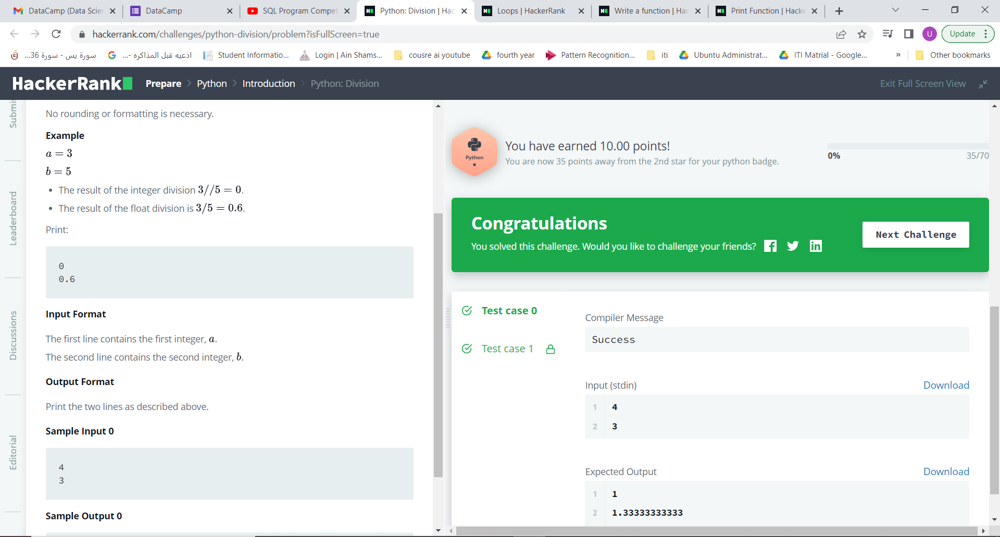 DataCamp (Data Scien
DataCamp
SQL Program Compet
Python: Division | Hac
Loops | HackerRank
Write a function | Hac
Print Function | Hacke
hackerrank.com/challenges/python-division/problem?isFullScreen=true
U
Update
سورة يس - سورة 36...
ادعيه قبل المذاكره -...
Student Informatio...
Login | Ain Shams...
cousre ai youtube
fourth year
Pattern Recognition...
iti
Ubuntu Administrat...
ITI Matrial - Google...
»
Other bookmarks
HackerRank
Prepare > Python > Introduction > Python: Division
Exit Full Screen View
Submis
Leaderboard
Discussions
Editorial
No rounding or formatting is necessary.
Example
a = 3
b = 5
• The result of the integer division 3//5 = 0.
• The result of the float division is 3/5 = 0.6.
Print:
0
0.6
Input Format
The first line contains the first integer, a.
The second line contains the second integer, b.
Output Format
Print the two lines as described above.
Sample Input 0
4
3
Sample Output 0
Python
You have earned 10.00 points!
You are now 35 points away from the 2nd star for your python badge.
0%
35/70
Congratulations
You solved this challenge. Would you like to challenge your friends?
Next Challenge
Test case 0
Test case 1
Compiler Message
Success
Input (stdin)
Download
1 4
2 3
Expected Output
Download
1 1
2 1.33333333333